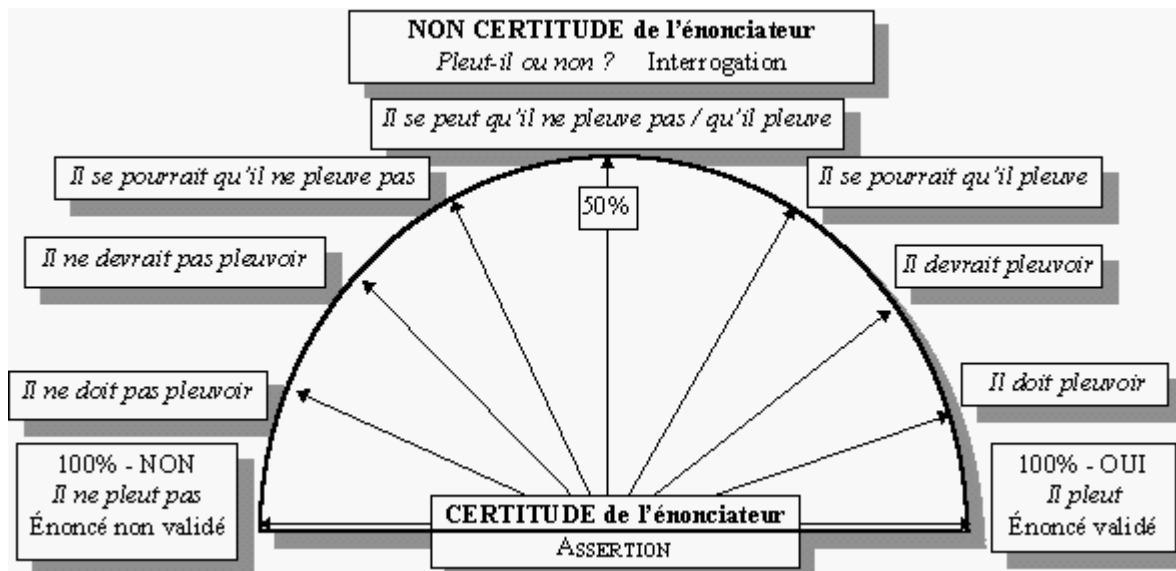 NON CERTITUDE de l'énonciateur
Pleut-il ou non ? Interrogation
Il se peut qu'il ne pleuve pas / qu'il pleuve
Il se pourrait qu'il ne pleuve pas
Il se pourrait qu'il pleuve
50%
Il ne devrait pas pleuvoir
Il devrait pleuvoir
Il ne doit pas pleuvoir
Il doit pleuvoir
100% - NON
Il ne pleut pas
Énoncé non validé
100% - OUI
Il pleut
Énoncé validé
CERTITUDE de l'énonciateur
ASSERTION